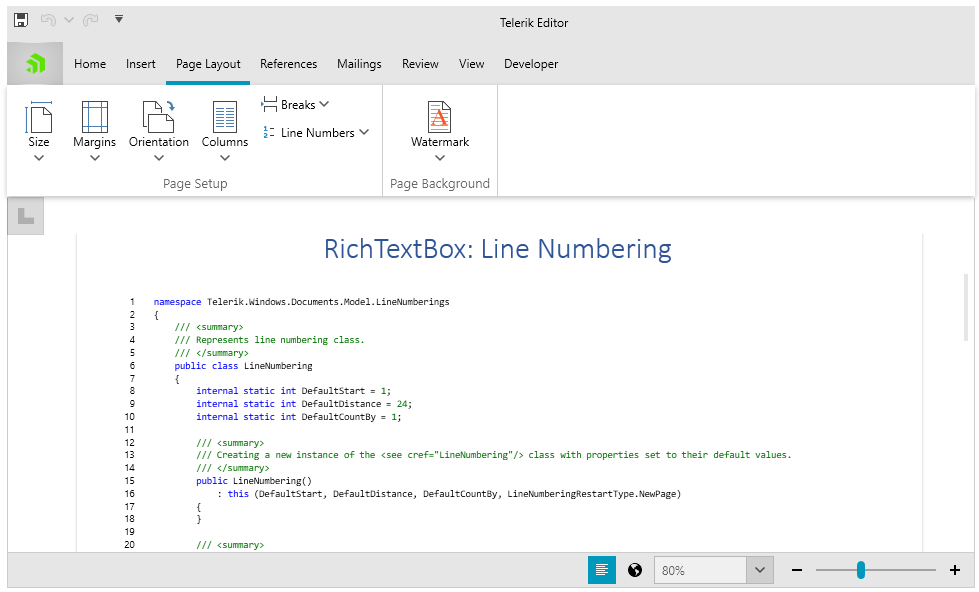 Telerik Editor
Home Insert Page Layout References Mailings Review View Developer
Size Margins Orientation Columns Breaks Line Numbers Watermark
Page Setup Page Background
RichTextBox: Line Numbering
1 namespace Telerik.Windows.Documents.Model.LineNumberings
2 {
3 /// <summary>
4 /// Represents line numbering class.
5 /// </summary>
6 public class LineNumbering
7 {
8 internal static int DefaultStart = 1;
9 internal static int DefaultDistance = 24;
10 internal static int DefaultCountBy = 1;
11
12 /// <summary>
13 /// Creating a new instance of the <see cref="LineNumbering"/> class with properties set to their default values.
14 /// </summary>
15 public LineNumbering()
16 : this (DefaultStart, DefaultDistance, DefaultCountBy, LineNumberingRestartType.NewPage)
17 {
18 }
19
20 /// <summary>
80%